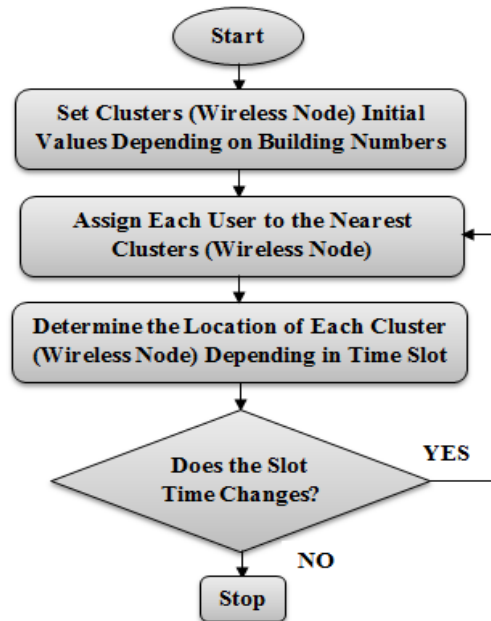 Start
Set Clusters (Wireless Node) Initial
Values Depending on Building Numbers
Assign Each User to the Nearest
Clusters (Wireless Node)
Determine the Location of Each Cluster
(Wireless Node) Depending in Time Slot
Does the Slot
Time Changes?
YES
NO
Stop